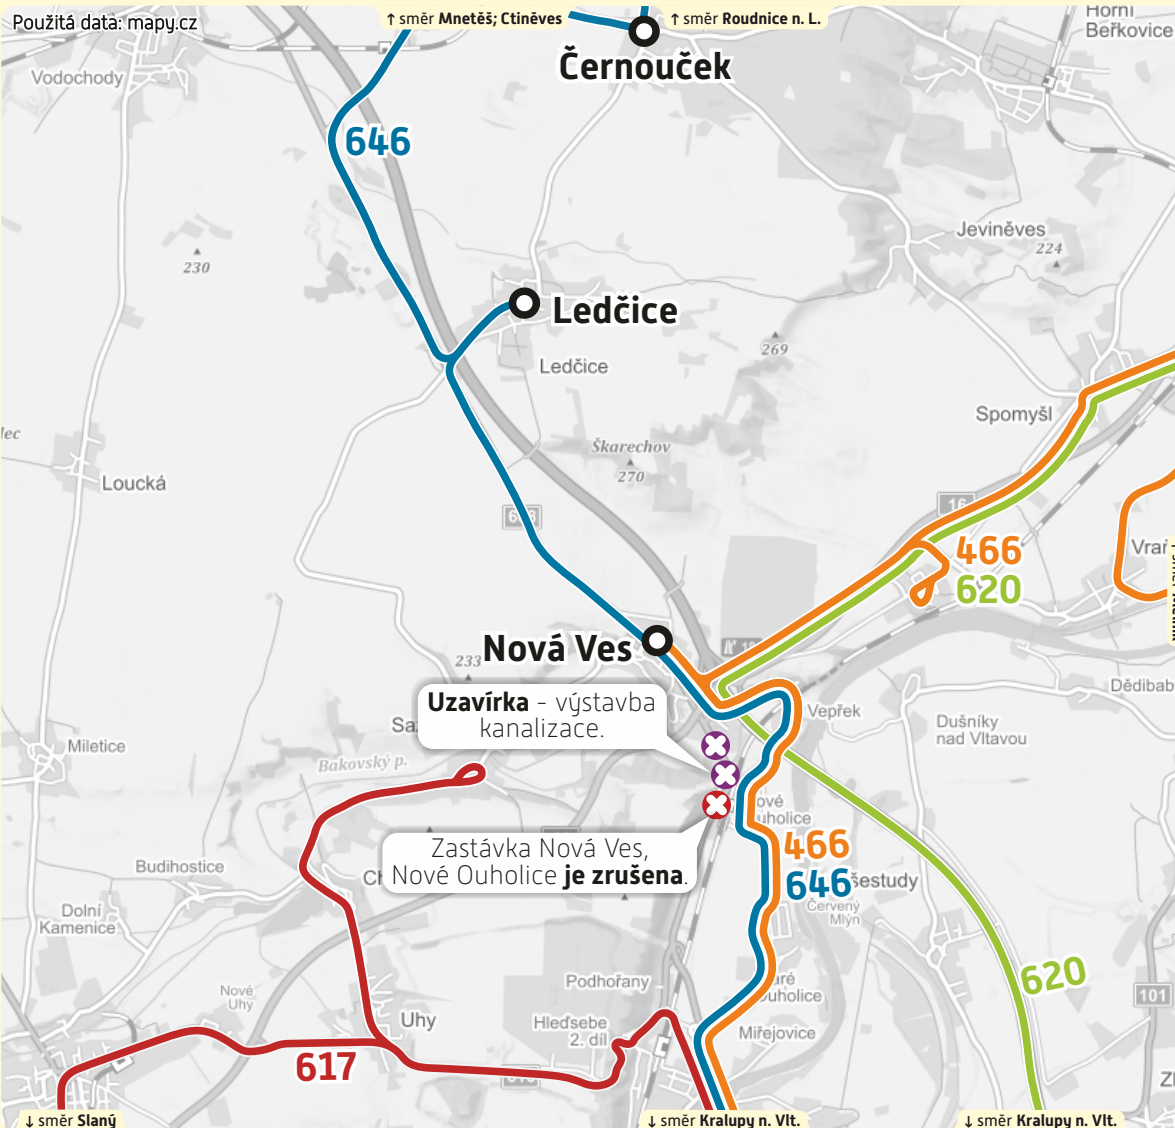 Použitá data: mapy.cz
↑ směr Mnetěš; Ctiněves
↑ směr Roudnice n. L.
Horní
Beřkovice
Černouček
Vodochody
646
Jeviněves
224
230
Ledčice
269
Ledčice
Spomyšl
Škarechov
270
Loucká
16
466
620
Nová Ves
233
Dědibab
Uzavírka - výstavba
kanalizace.
Vepřek
Dušníky
nad Vltavou
Miletice
Bakovský p.
Zastávka Nová Ves,
Nové Ouholice je zrušena.
466
646
Budihostice
Červený
Mlýn
Dolní
Kamenice
620
Podhořany
101
Nové
Uhy
Uhy
Hleďsebe
2. díl
Miřejovice
617
↓ směr Slaný
↓ směr Kralupy n. Vlt.
↓ směr Kralupy n. Vlt.